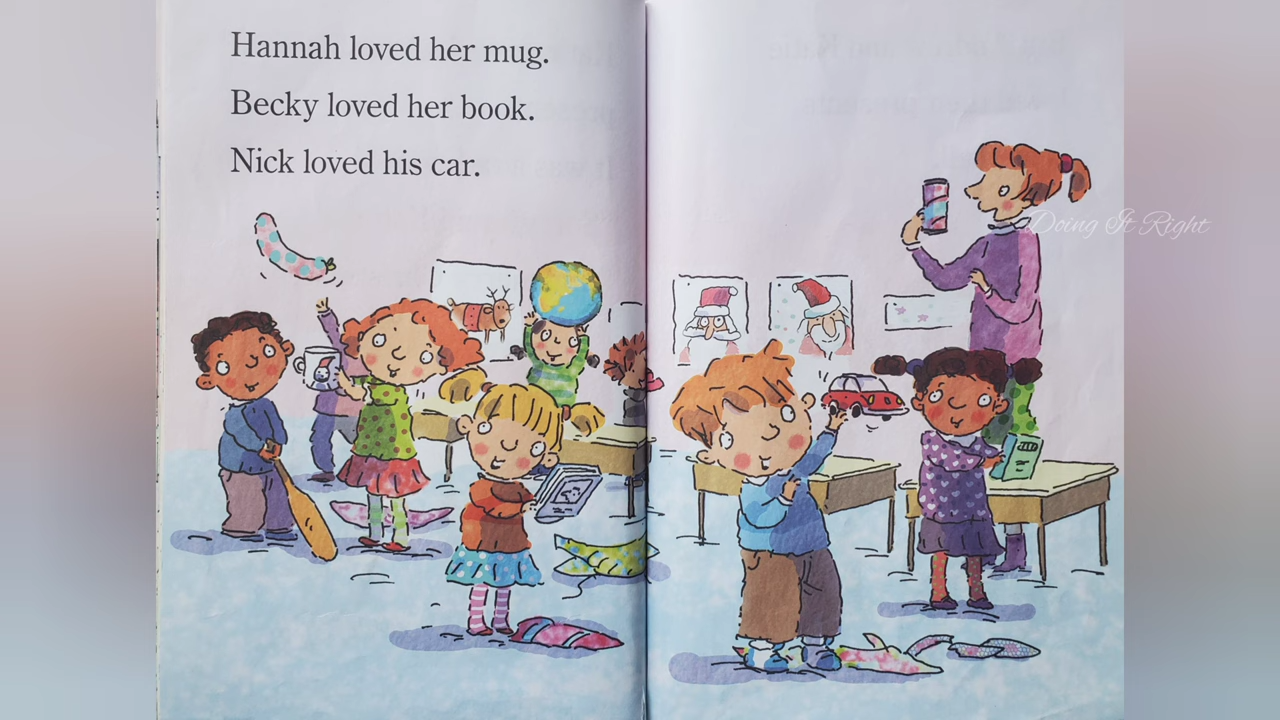 Hannah loved her mug.
Becky loved her book.
Nick loved his car.
Doing It Right